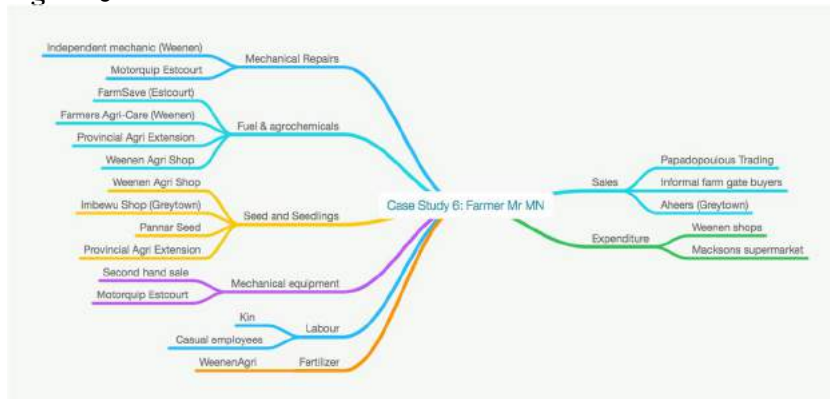 Independent mechanic (Weenen)
Motorquip Estcourt
Mechanical Repairs
FarmSave (Estcourt)
Farmers Agri-Care (Weenen)
Provincial Agri Extension
Weenen Agri Shop
Fuel & agrochemicals
Weenen Agri Shop
Imbewu Shop (Greytown)
Pannar Seed
Provincial Agri Extension
Seed and Seedlings
Second hand sale
Motorquip Estcourt
Mechanical equipment
Kin
Casual employees
Labour
WeenenAgri
Fertilizer
Case Study 6: Farmer Mr MN
Sales
Papadopoulous Trading
Informal farm gate buyers
Aheers (Greytown)
Expenditure
Weenen shops
Macksons supermarket